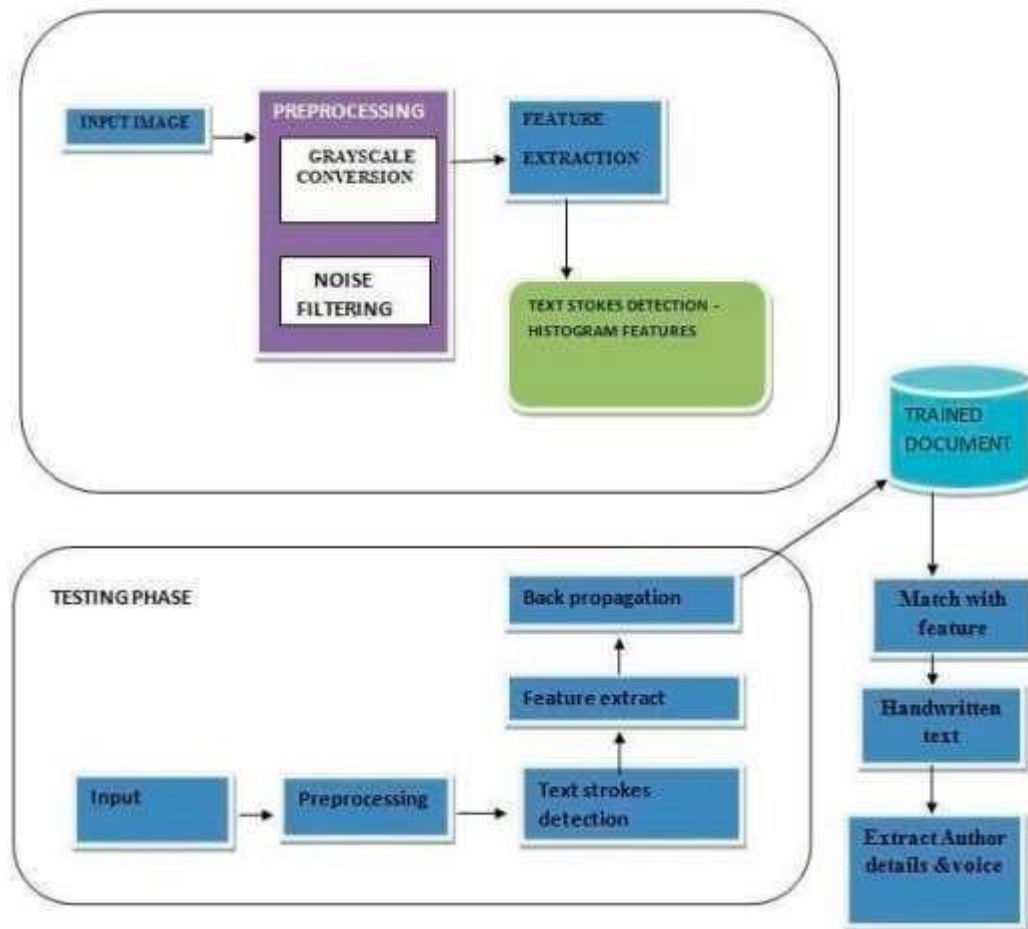 INPUT IMAGE
PREPROCESSING
GRAYSCALE
CONVERSION
NOISE
FILTERING
FEATURE
EXTRACTION
TEXT STOKES DETECTION –
HISTOGRAM FEATURES
TRAINED
DOCUMENT
TESTING PHASE
Back propagation
Feature extract
Input
Preprocessing
Text strokes
detection
Match with
feature
Handwritten
text
Extract Author
details &voice